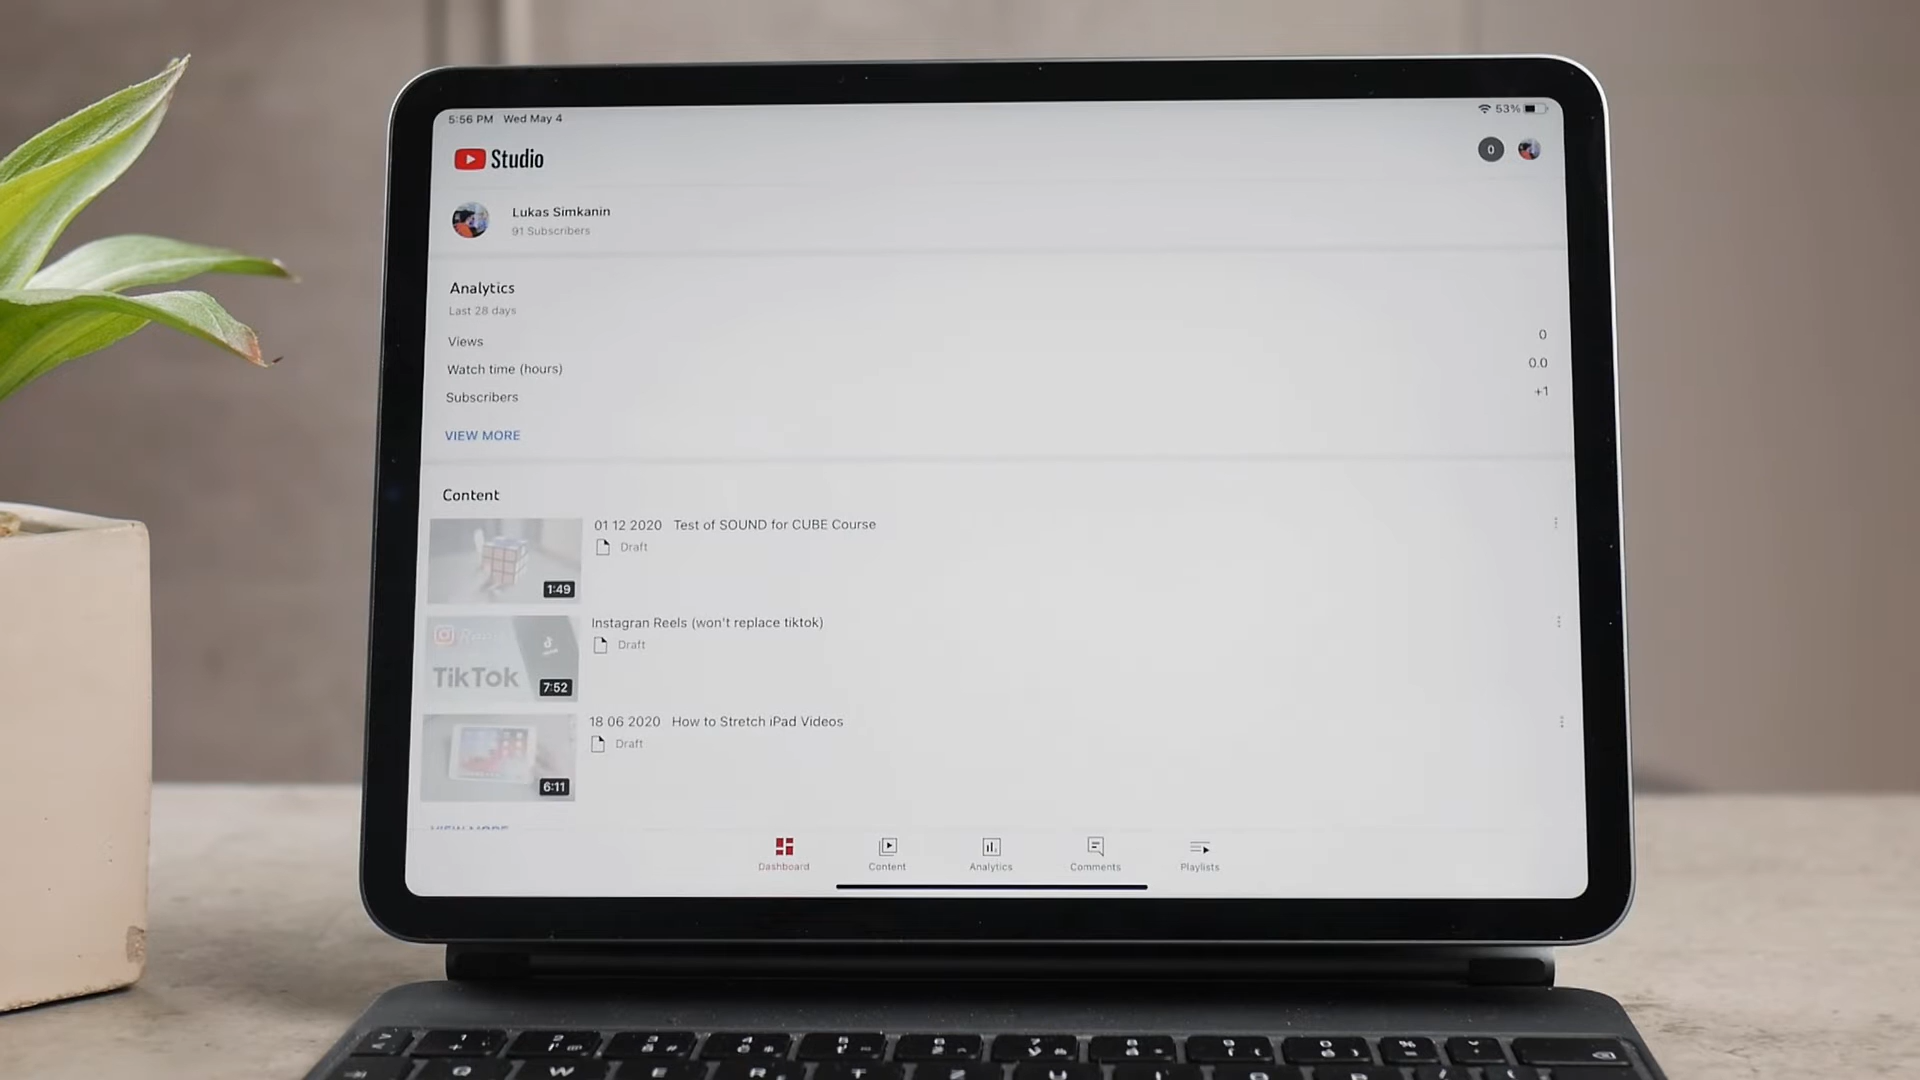 5:56 PM Wed May 4
53%
Studio
0
Lukas Simkanin
91 Subscribers
Analytics
Last 28 days
Views 0
Watch time (hours) 0.0
Subscribers +1
VIEW MORE
Content
01 12 2020 Test of SOUND for CUBE Course
Draft
1:49
Instagran Reels (won't replace tiktok)
Draft
Reels
TikTok
7:52
18 06 2020 How to Stretch iPad Videos
Draft
6:11
VIEW MORE
Dashboard Content Analytics Comments Playlists
Q W E R T Z U I O P